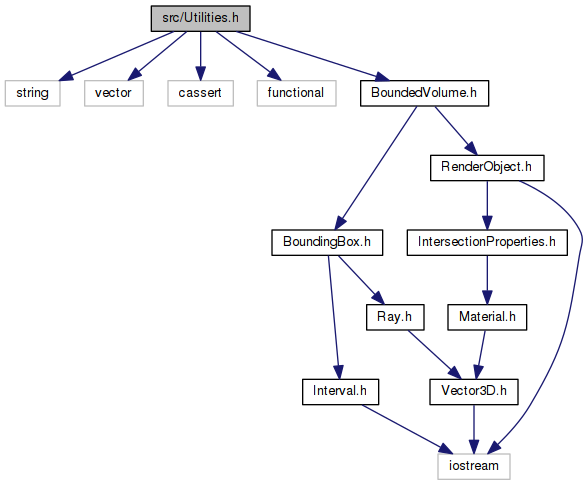 src/Utilities.h
string
vector
cassert
functional
BoundedVolume.h
RenderObject.h
BoundingBox.h
IntersectionProperties.h
Ray.h
Material.h
Interval.h
Vector3D.h
iostream